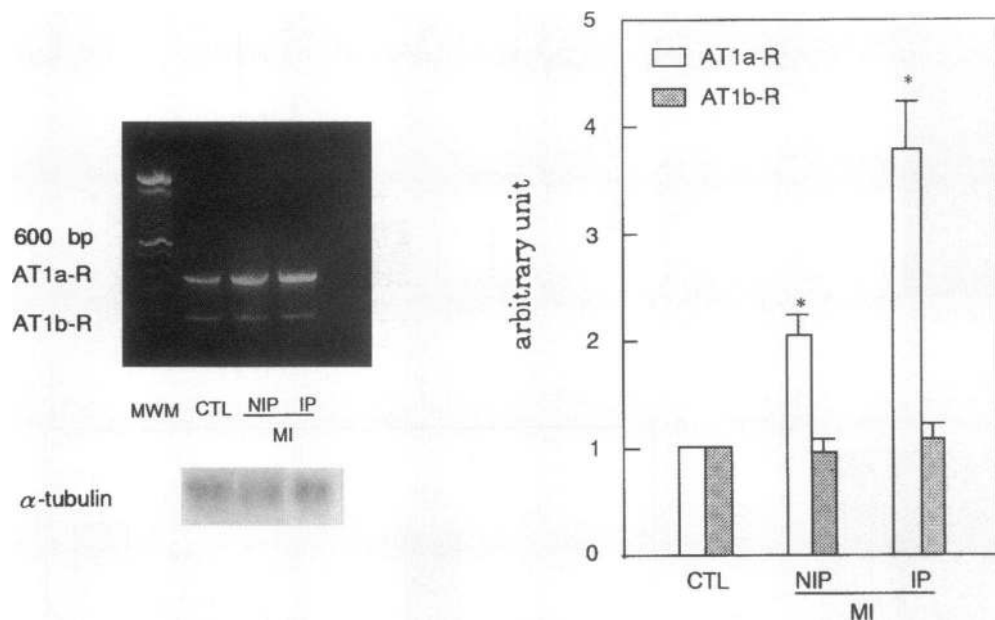 600 bp
AT1a-R
AT1b-R
MWM CTL NIP IP
MI
α-tubulin
5
4
3
2
1
0
arbitrary unit
AT1a-R
AT1b-R
*
*
CTL NIP IP
MI